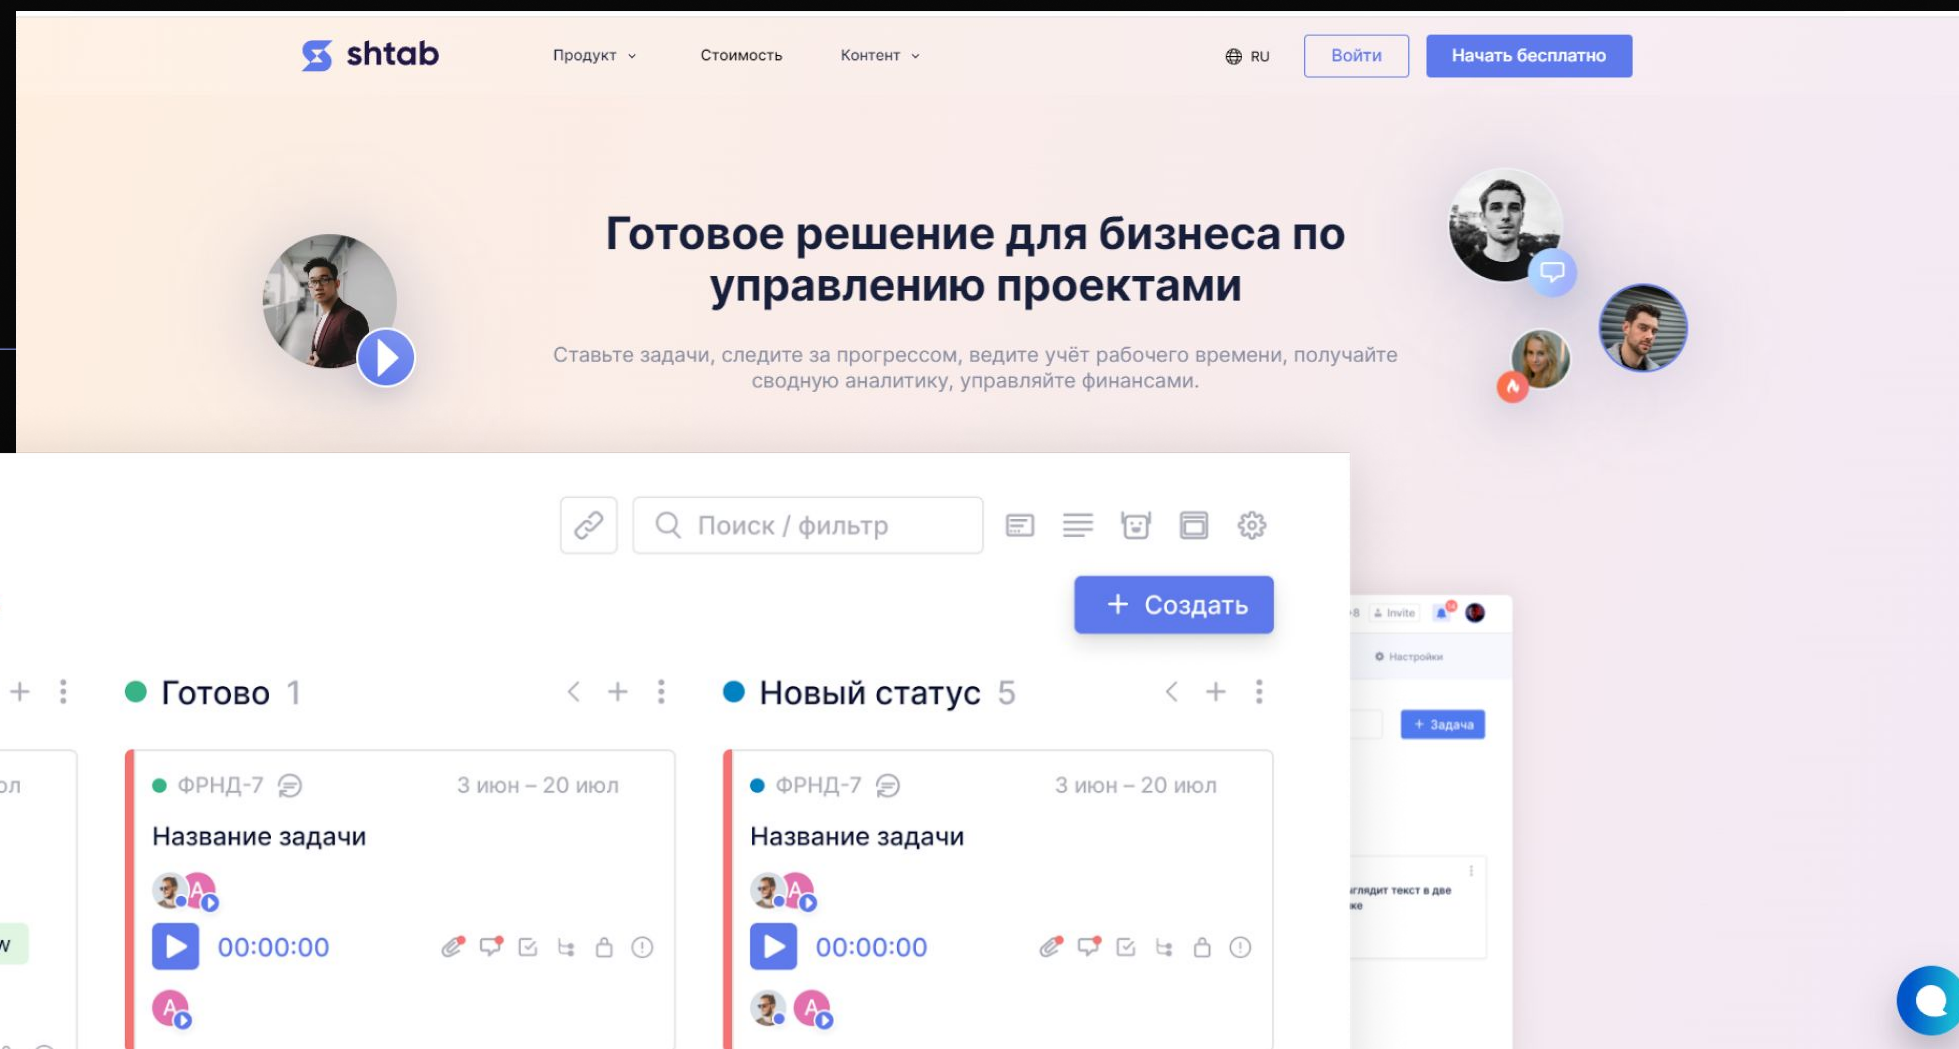 shtab
Продукт
Стоимость
Контент
RU
Войти
Начать бесплатно
Готовое решение для бизнеса по
управлению проектами
Ставьте задачи, следите за прогрессом, ведите учёт рабочего времени, получайте
сводную аналитику, управляйте финансами.
Поиск / фильтр
+ Создать
Invite
Настройки
+ Задача
Готово 1
Новый статус 5
ФРНД-7
3 июн – 20 июл
Название задачи
A
00:00:00
A
ФРНД-7
3 июн – 20 июл
Название задачи
A
00:00:00
A
текст в две